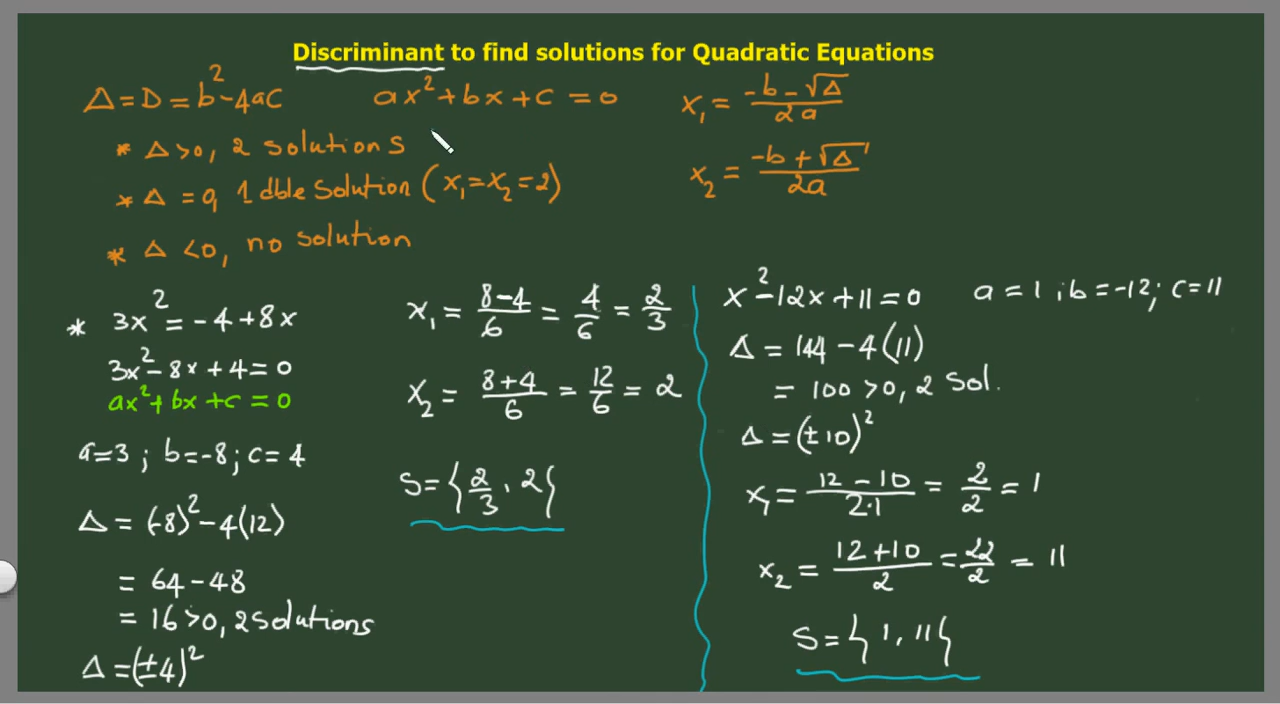 Discriminant to find solutions for Quadratic Equations
Δ = D = b² - 4ac
ax² + bx + c = 0
* Δ>0, 2 solutions
* Δ = 0, 1 dble solution (x₁=x₂=2)
* Δ <0, no solution
x₁ = (-b - √Δ)/2a
x₂ = (-b + √Δ)/2a
* 3x² = -4+8x
3x² - 8x + 4 = 0
ax² + bx + c = 0
a=3 ; b=-8; c= 4
Δ = (-8)² - 4(12)
= 64 - 48
= 16 >0, 2 solutions
Δ = (±4)²
x₁ = (8-4)/6 = 4/6 = 2/3
x₂ = (8+4)/6 = 12/6 = 2
S = {2/3, 2}
x² - 12x + 11 = 0
a = 1 ; b = -12; c = 11
Δ = 144 - 4(11)
= 100 >0, 2 sol.
Δ = (±10)²
x₁ = (12 - 10)/2·1 = 2/2 = 1
x₂ = (12+10)/2 = 22/2 = 11
S = {1, 11}